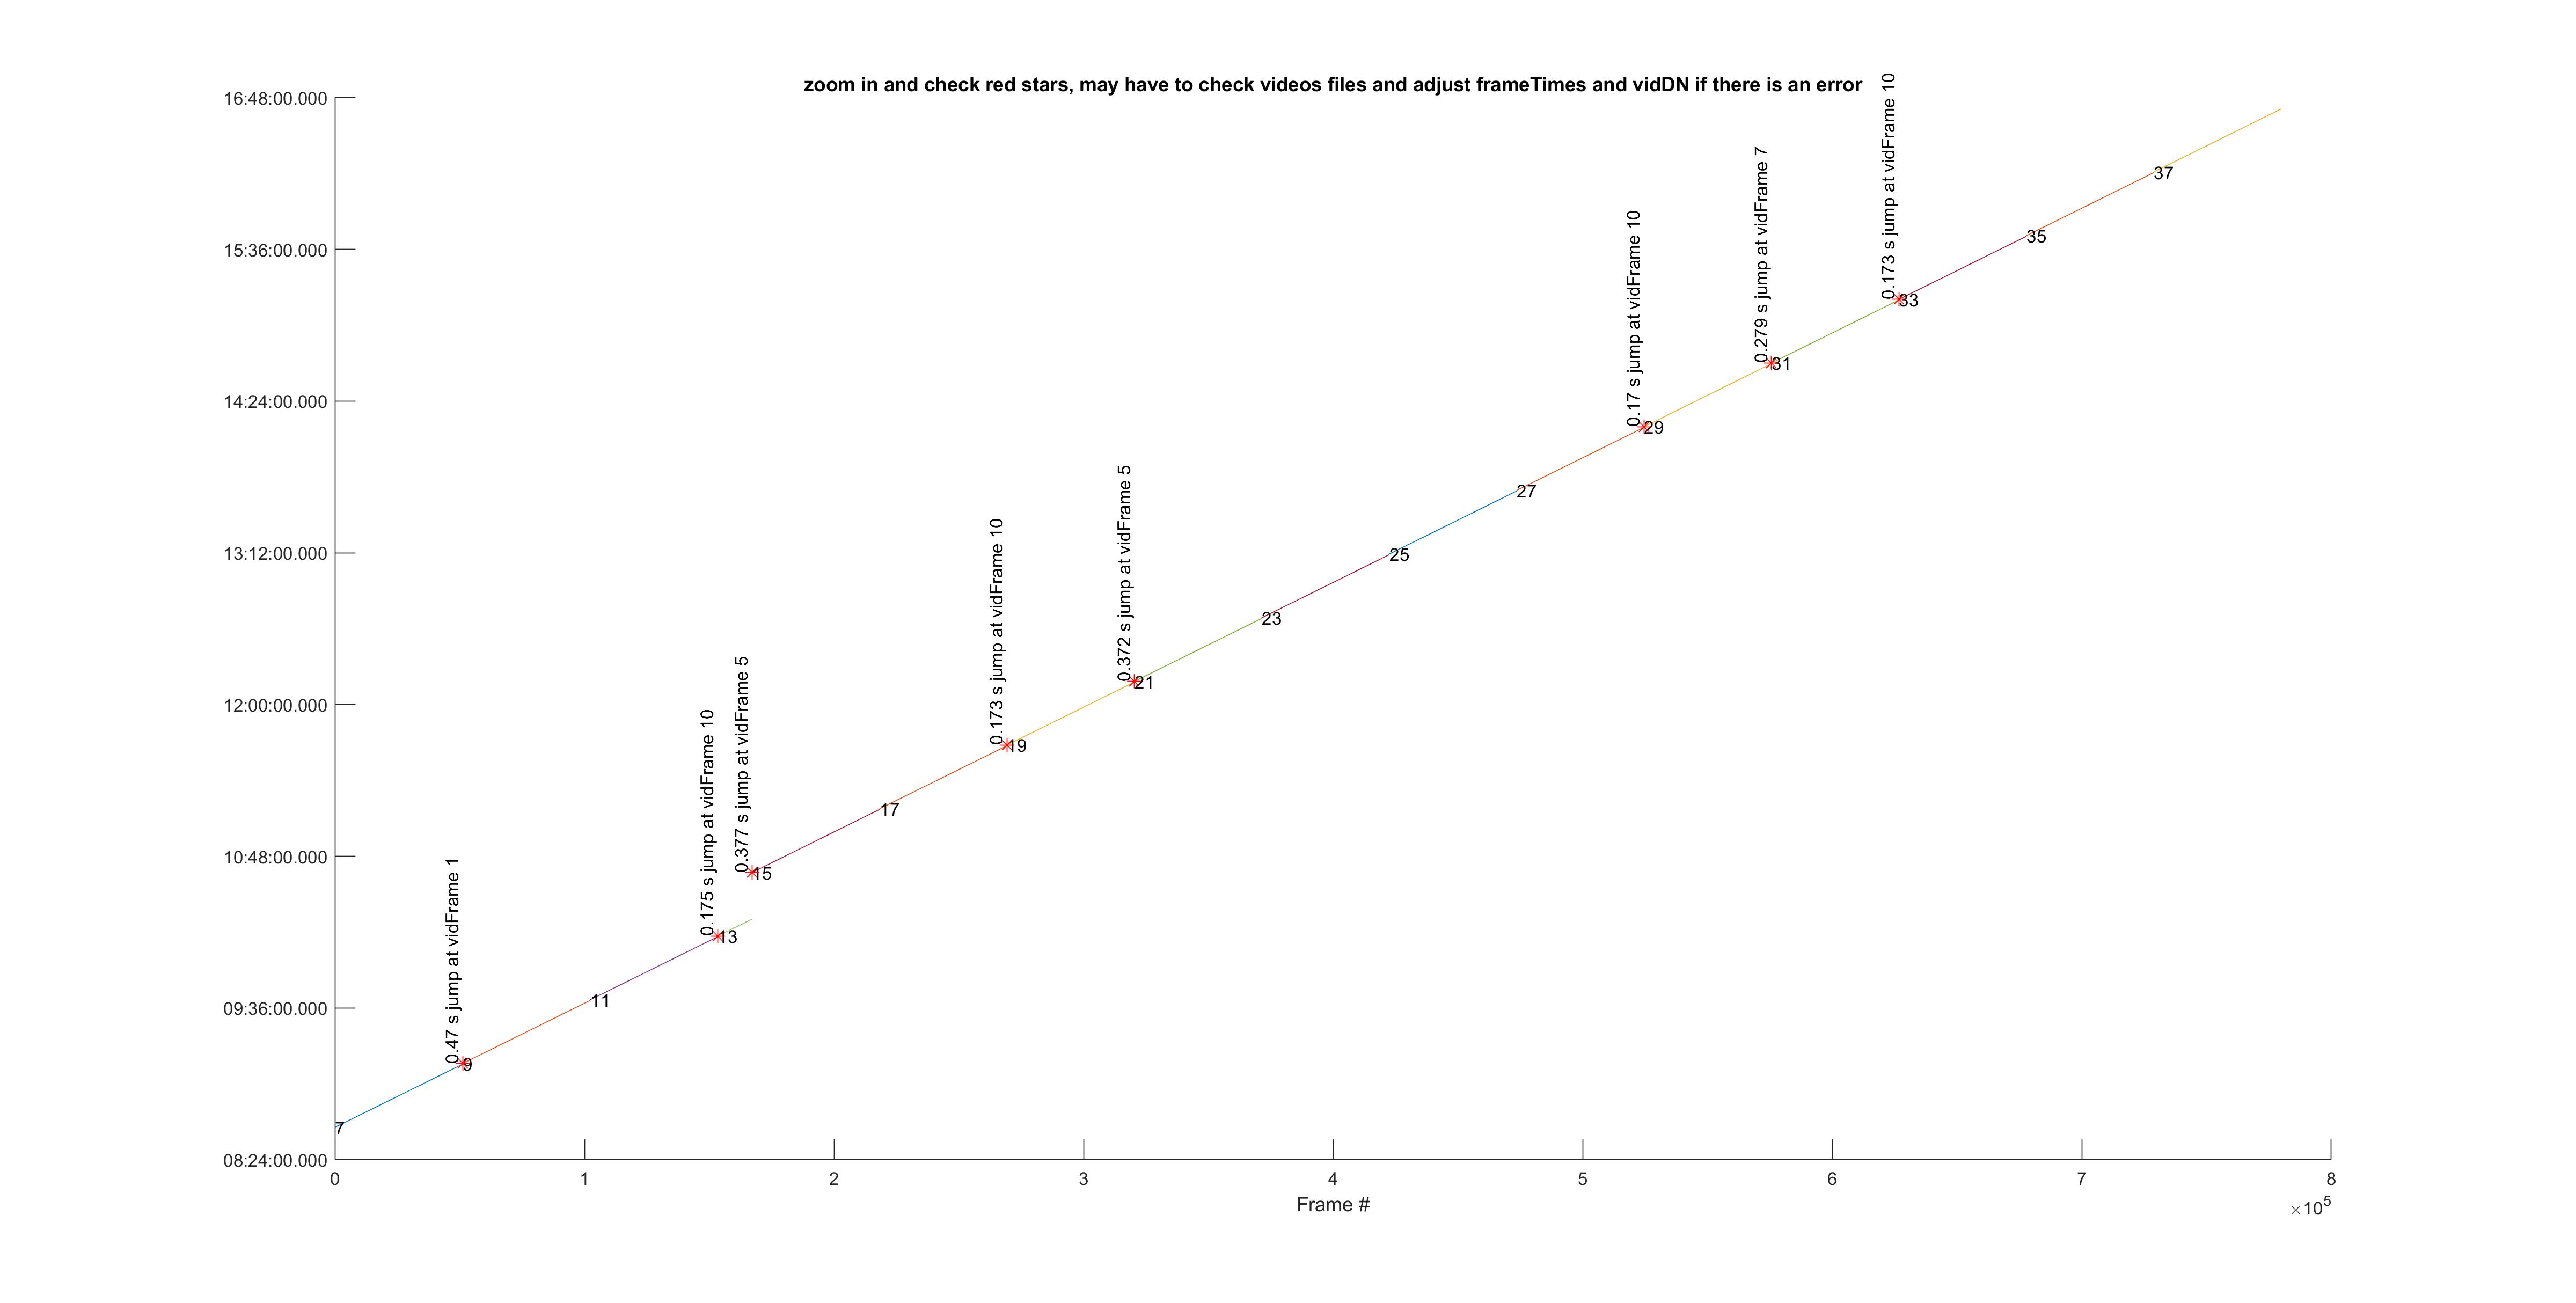 zoom in and check red stars, may have to check videos files and adjust frameTimes and vidDN if there is an error
16:48:00.000
15:36:00.000
14:24:00.000
13:12:00.000
12:00:00.000
10:48:00.000
09:36:00.000
08:24:00.000
0.47 s jump at vidFrame 1
0.175 s jump at vidFrame 10
0.377 s jump at vidFrame 5
0.173 s jump at vidFrame 10
0.372 s jump at vidFrame 5
0.17 s jump at vidFrame 10
0.279 s jump at vidFrame 7
0.173 s jump at vidFrame 10
7
9
11
13
15
17
19
21
23
25
27
29
31
33
35
37
0 1 2 3 4 5 6 7 8
×10^5
Frame #